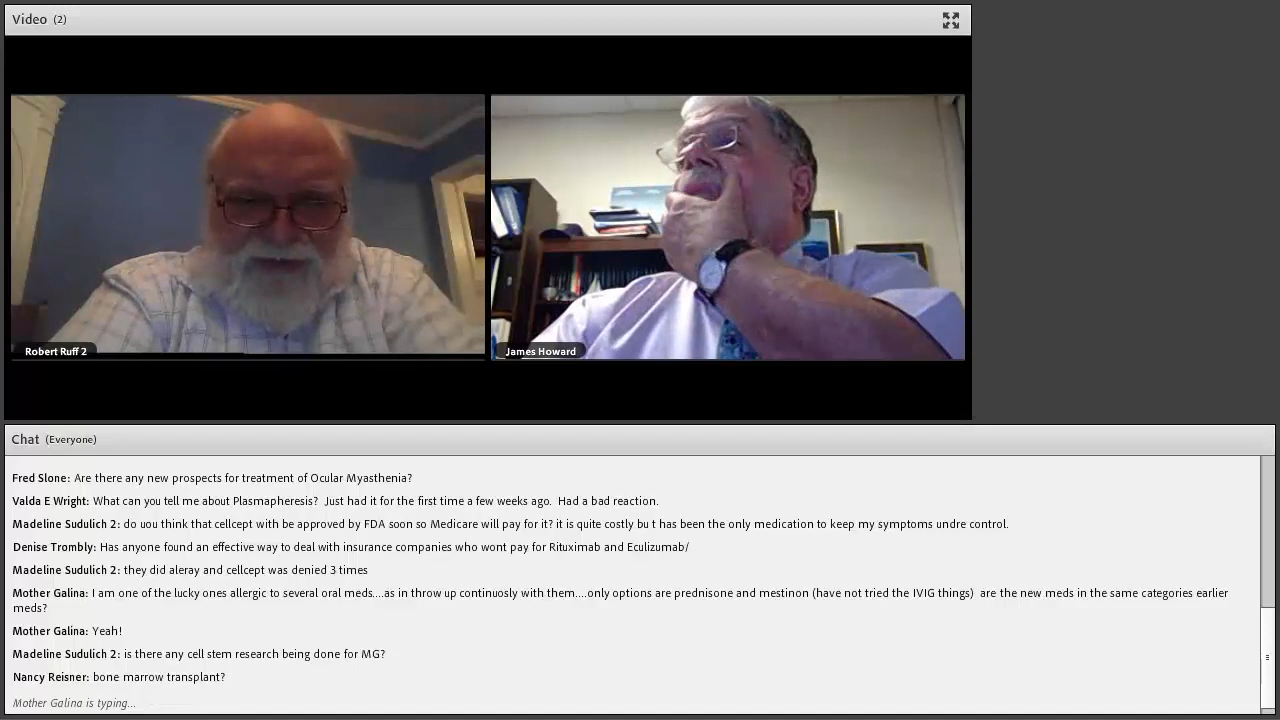 Video (2)
Robert Ruff 2
James Howard
Chat (Everyone)
Fred Slone: Are there any new prospects for treatment of Ocular Myasthenia?
Valda E Wright: What can you tell me about Plasmapheresis?  Just had it for the first time a few weeks ago.  Had a bad reaction.
Madeline Sudulich 2: do uou think that cellcept with be approved by FDA soon so Medicare will pay for it? it is quite costly bu t has been the only medication to keep my symptoms undre control.
Denise Trombly: Has anyone found an effective way to deal with insurance companies who wont pay for Rituximab and Eculizumab/
Madeline Sudulich 2: they did aleray and cellcept was denied 3 times
Mother Galina: I am one of the lucky ones allergic to several oral meds....as in throw up continuosly with them....only options are prednisone and mestinon (have not tried the IVIG things)  are the new meds in the same categories earlier
meds?
Mother Galina: Yeah!
Madeline Sudulich 2: is there any cell stem research being done for MG?
Nancy Reisner: bone marrow transplant?
Mother Galina is typing...